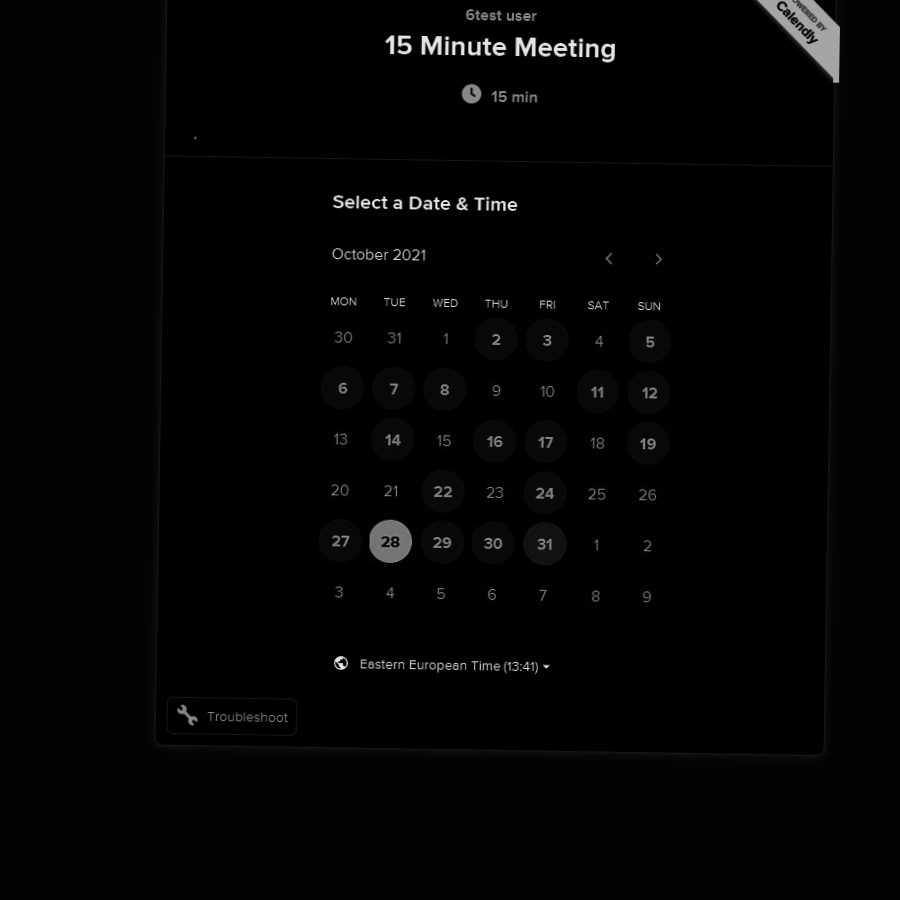 6test user
15 Minute Meeting
15 min
POWERED BY
Calendly
Select a Date & Time
October 2021
MON TUE WED THU FRI SAT SUN
30 31 1 2 3 4 5
6 7 8 9 10 11 12
13 14 15 16 17 18 19
20 21 22 23 24 25 26
27 28 29 30 31 1 2
3 4 5 6 7 8 9
Eastern European Time (13:41)
Troubleshoot